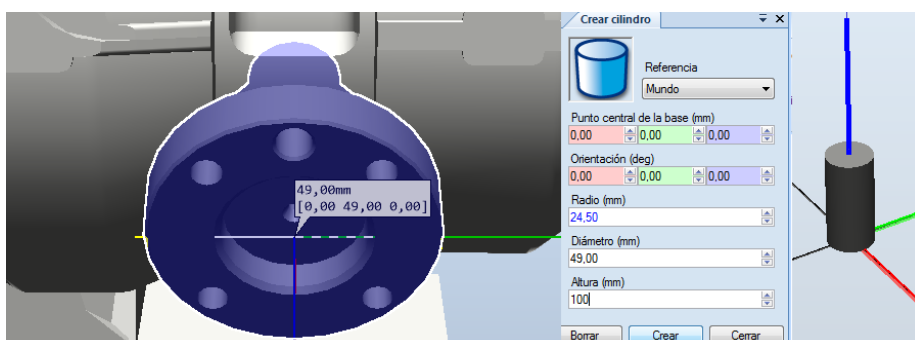 49,00mm
[0,00 49,00 0,00]
Crear cilindro
Referencia
Mundo
Punto central de la base (mm)
0,00 0,00 0,00
Orientación (deg)
0,00 0,00 0,00
Radio (mm)
24,50
Diámetro (mm)
49,00
Altura (mm)
100
Borrar Crear Cerrar